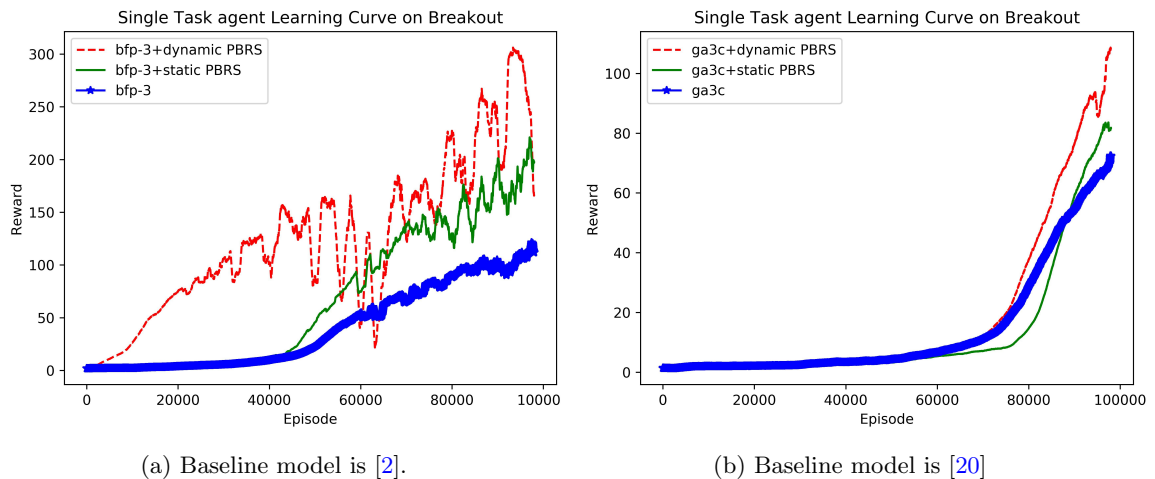 Single Task agent Learning Curve on Breakout
bfp-3+dynamic PBRS
bfp-3+static PBRS
bfp-3
300
250
200
150
100
50
0
Reward
0 20000 40000 60000 80000 10000
Episode
(a) Baseline model is [2].
Single agent Learning Curve on Breakout
ga3c+dynamic PBRS
ga3c+static PBRS
ga3c
100
80
60
40
20
0
Reward
0 20000 40000 60000 80000 100000
Episode
(b) Baseline model is [20]